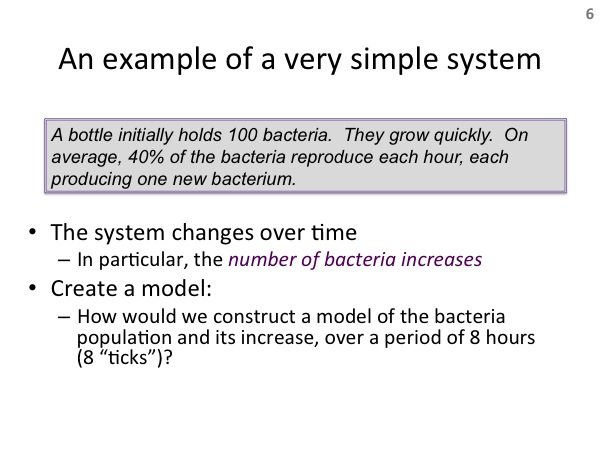 6
An example of a very simple system
A bottle initially holds 100 bacteria.  They grow quickly.  On
average, 40% of the bacteria reproduce each hour, each
producing one new bacterium.
• The system changes over time
– In particular, the number of bacteria increases
• Create a model:
– How would we construct a model of the bacteria
population and its increase, over a period of 8 hours
(8 “ticks”)?